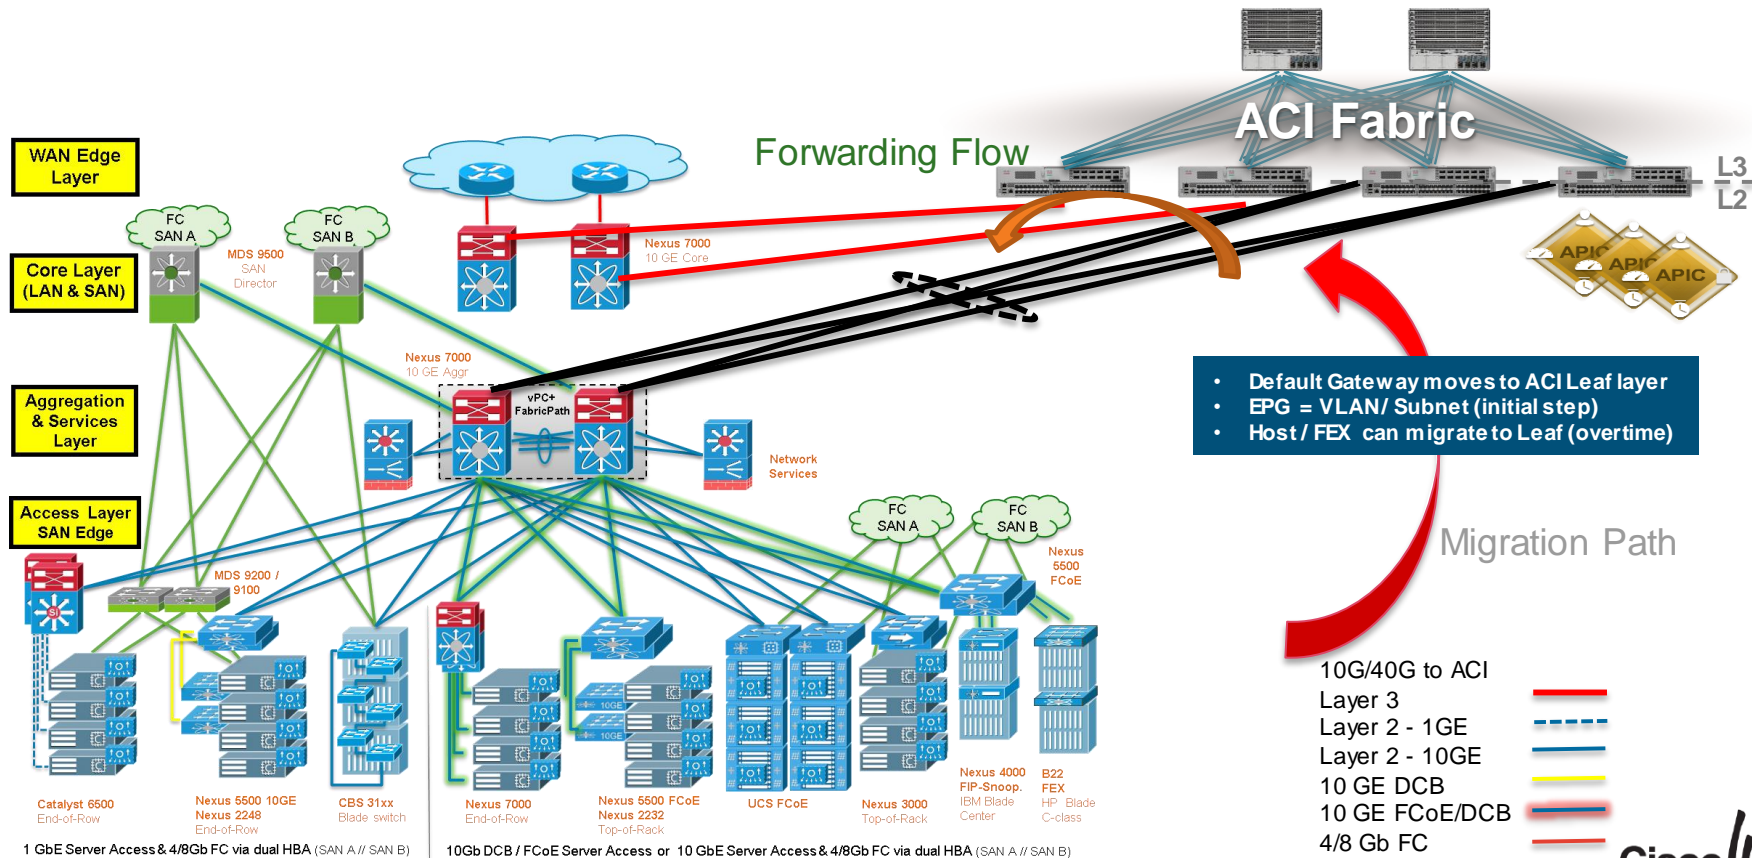 ACI Fabric
Forwarding Flow
L3
L2
WAN Edge
Layer
FC
SAN A
FC
SAN B
MDS 9500
SAN
Director
Nexus 7000
10 GE Core
Core Layer
(LAN & SAN)
APIC
APIC
APIC
Nexus 7000
10 GE Aggr
vPC+
FabricPath
Aggregation
& Services
Layer
Network
Services
• Default Gateway moves to ACI Leaf layer
• EPG = VLAN/ Subnet (initial step)
• Host / FEX can migrate to Leaf (overtime)
Access Layer
SAN Edge
FC
SAN A
FC
SAN B
Nexus
5500
FCoE
Migration Path
MDS 9200 /
9100
SI
10GE
10GE
Catalyst 6500
End-of-Row
Nexus 5500 10GE
Nexus 2248
End-of-Row
CBS 31xx
Blade switch
Nexus 7000
End-of-Row
Nexus 5500 FCoE
Nexus 2232
Top-of-Rack
UCS FCoE
Nexus 3000
Top-of-Rack
Nexus 4000
FIP-Snoop.
IBM Blade
Center
B22
FEX
HP Blade
C-class
1 GbE Server Access & 4/8Gb FC via dual HBA (SAN A // SAN B)
10Gb DCB / FCoE Server Access or 10 GbE Server Access & 4/8Gb FC via dual HBA (SAN A // SAN B)
10G/40G to ACI
Layer 3
Layer 2 - 1GE
Layer 2 - 10GE
10 GE DCB
10 GE FCoE/DCB
4/8 Gb FC